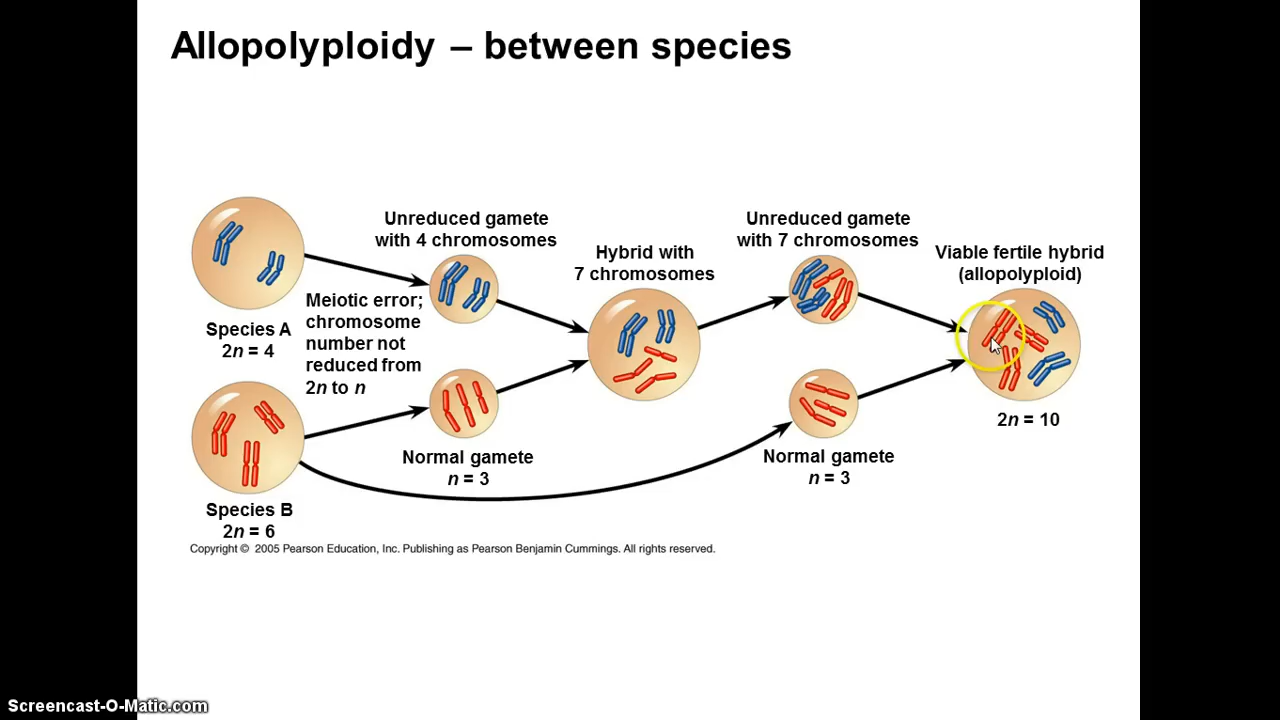 Allopolyploidy – between species
Unreduced gamete
with 4 chromosomes
Unreduced gamete
with 7 chromosomes
Hybrid with
7 chromosomes
Viable fertile hybrid
(allopolyploid)
Meiotic error;
chromosome
number not
reduced from
2n to n
Species A
2n = 4
2n = 10
Normal gamete
n = 3
Normal gamete
n = 3
Species B
2n = 6
Copyright © 2005 Pearson Education, Inc. Publishing as Pearson Benjamin Cummings. All rights reserved.
Screencast-O-Matic.com